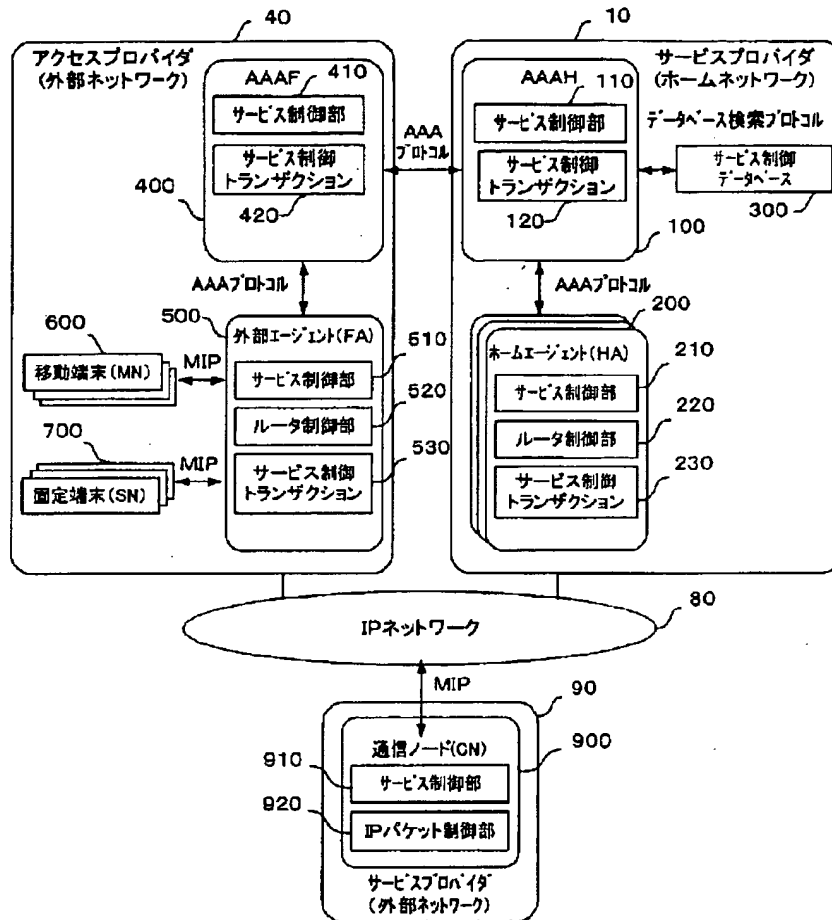 40
アクセスプロバイダ
(外部ネットワーク)
AAAF
410
サービス制御部
サービス制御
トランザクション
420
400
AAA
プロトコル
10
サービスプロバイダ
(ホームネットワーク)
AAAH
110
サービス制御部
サービス制御
トランザクション
120
100
データベース検索プロトコル
サービス制御
データベース
300
AAAプロトコル
AAAプロトコル
600
移動端末(MN)
MIP
700
固定端末(SN)
MIP
500
外部エージェント(FA)
510
サービス制御部
520
ルータ制御部
530
サービス制御
トランザクション
200
ホームエージェント(HA)
210
サービス制御部
220
ルータ制御部
230
サービス制御
トランザクション
80
IPネットワーク
MIP
90
通信ノード(CN)
900
910
サービス制御部
920
IPパケット制御部
サービスプロバイダ
(外部ネットワーク)